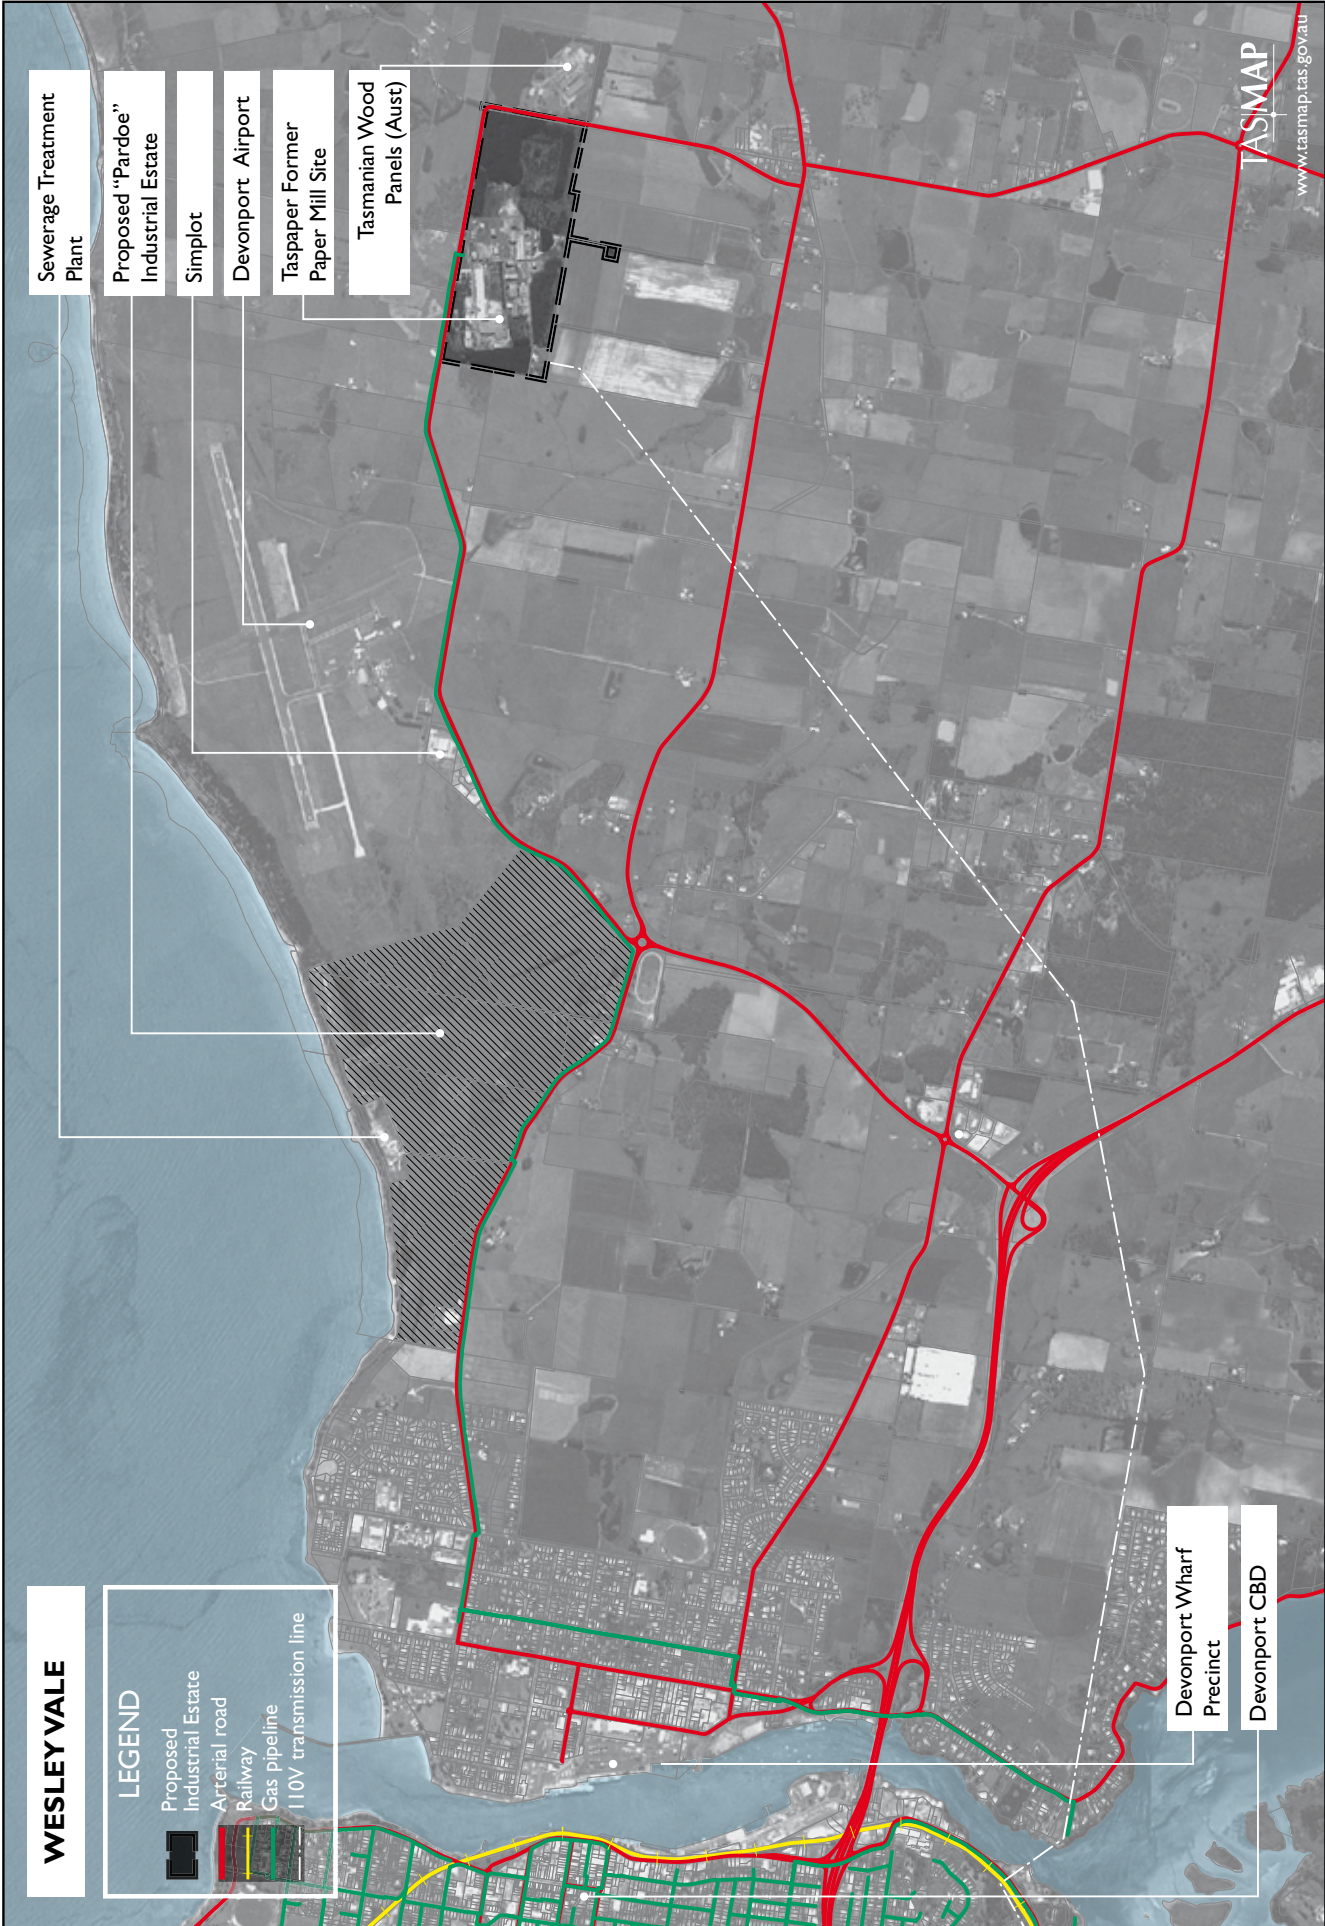 WESLEY VALE
LEGEND
Proposed
Industrial Estate
Arterial road
Railway
Gas pipeline
110V transmission line
Sewerage Treatment
Plant
Proposed “Pardoe”
Industrial Estate
Simplot
Devonport Airport
Taspaper Former
Paper Mill Site
Tasmanian Wood
Panels (Aust)
Devonport Wharf
Precinct
Devonport CBD
TASMAP
www.tasmap.tas.gov.au